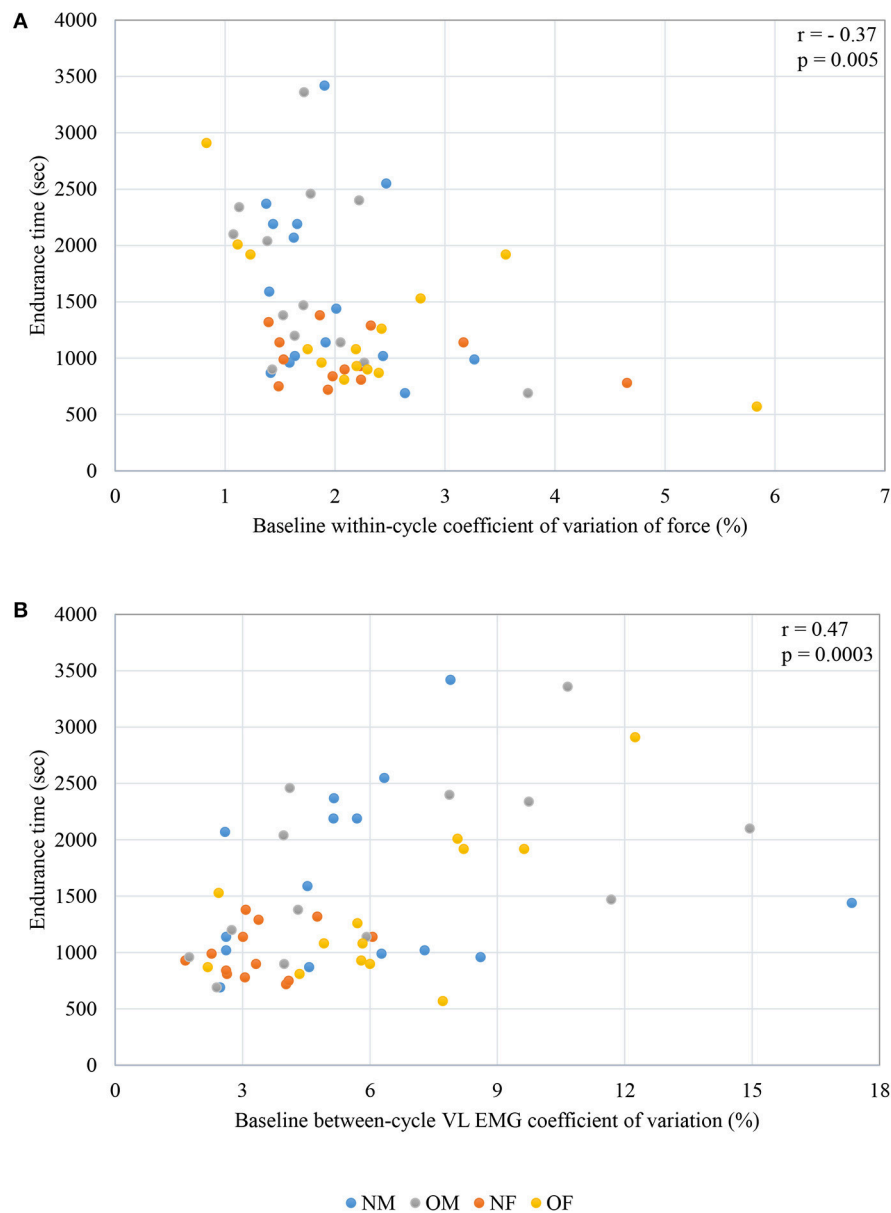 A
r = - 0.37
p = 0.005
4000
3500
3000
2500
2000
1500
1000
500
0
Endurance time (sec)
0 1 2 3 4 5 6 7
Baseline within-cycle coefficient of variation of force (%)
B
r = 0.47
p = 0.0003
4000
3500
3000
2500
2000
1500
1000
500
0
Endurance time (sec)
0 3 6 9 12 15 18
Baseline between-cycle VL EMG coefficient of variation (%)
NM OM NF OF